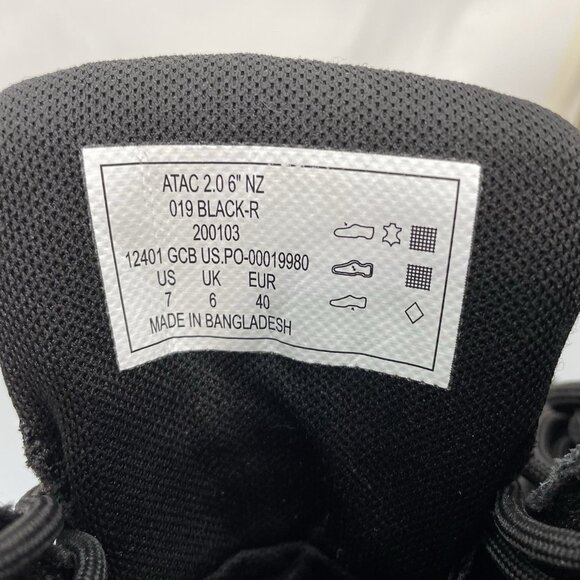 ATAC 2.0 6" NZ
019 BLACK-R
200103
12401 GCB US.PO-00019980
US UK EUR
7 6 40
MADE IN BANGLADESH